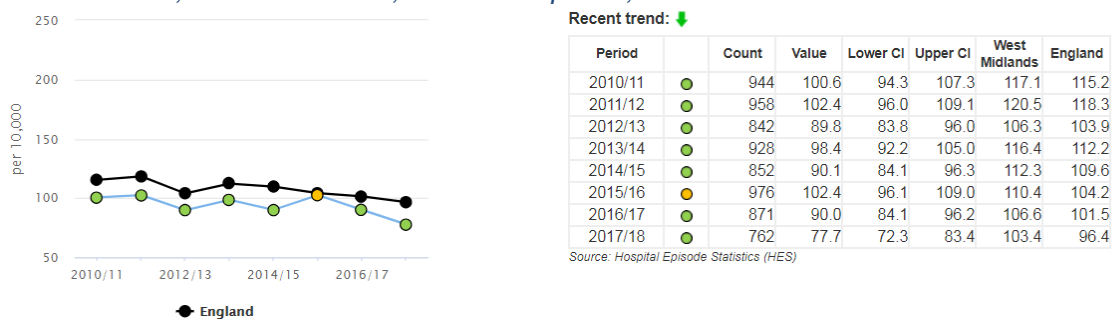 250
200
150
100
50
per 10,000
2010/11 2012/13 2014/15 2016/17
England
Recent trend:
Period Count Value Lower CI Upper CI West Midlands England
2010/11 944 100.6 94.3 107.3 117.1 115.2
2011/12 958 102.4 96.0 109.1 120.5 118.3
2012/13 842 89.8 83.8 96.0 106.3 103.9
2013/14 928 98.4 92.2 105.0 116.4 112.2
2014/15 852 90.1 84.1 96.3 112.3 109.6
2015/16 976 102.4 96.1 109.0 110.4 104.2
2016/17 871 90.0 84.1 96.2 106.6 101.5
2017/18 762 77.7 72.3 83.4 103.4 96.4
Source: Hospital Episode Statistics (HES)